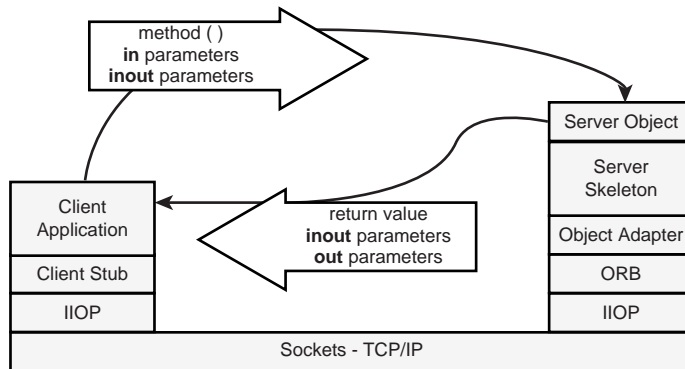 method ( )
in parameters
inout parameters
Server Object
Server
Skeleton
Object Adapter
ORB
IIOP
Client
Application
Client Stub
IIOP
return value
inout parameters
out parameters
Sockets - TCP/IP